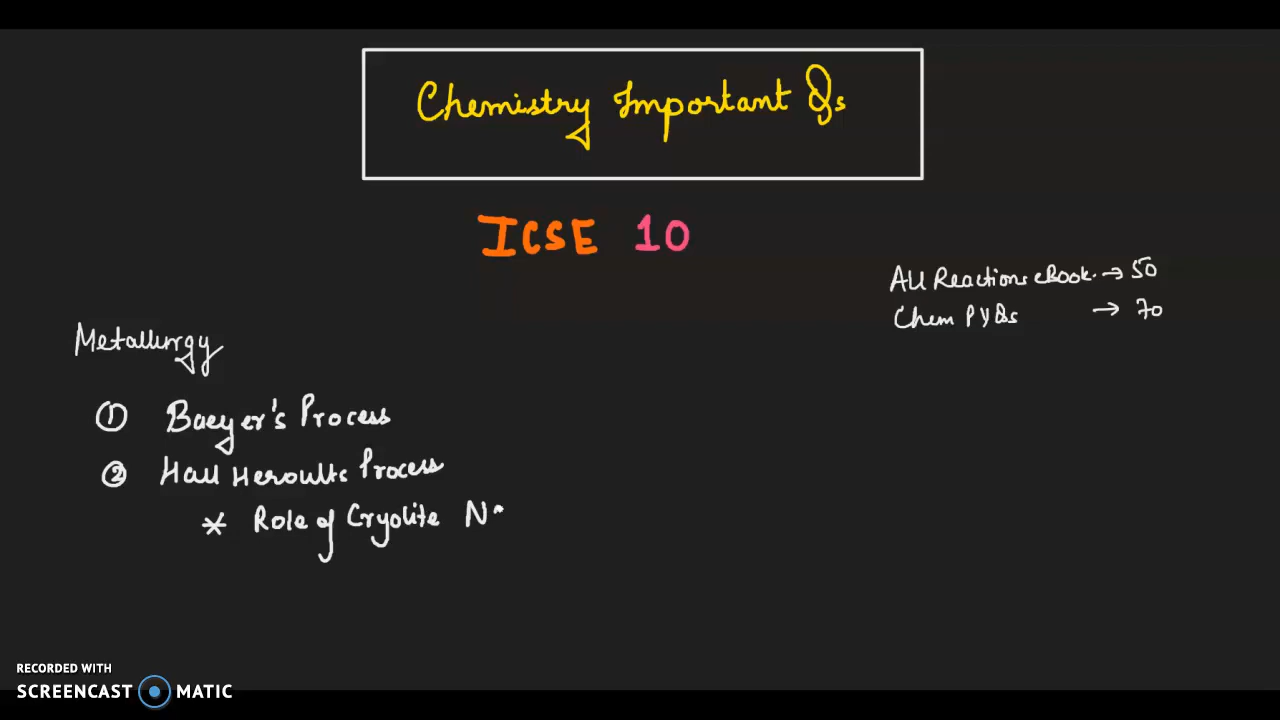 Chemistry Important Qs
ICSE 10
All Reactions eBook → 50
Chem PYQs → 70
Metallurgy
① Baeyer's Process
② Hall Heroults Process
* Role of Cryolite N
RECORDED WITH
SCREENCAST MATIC